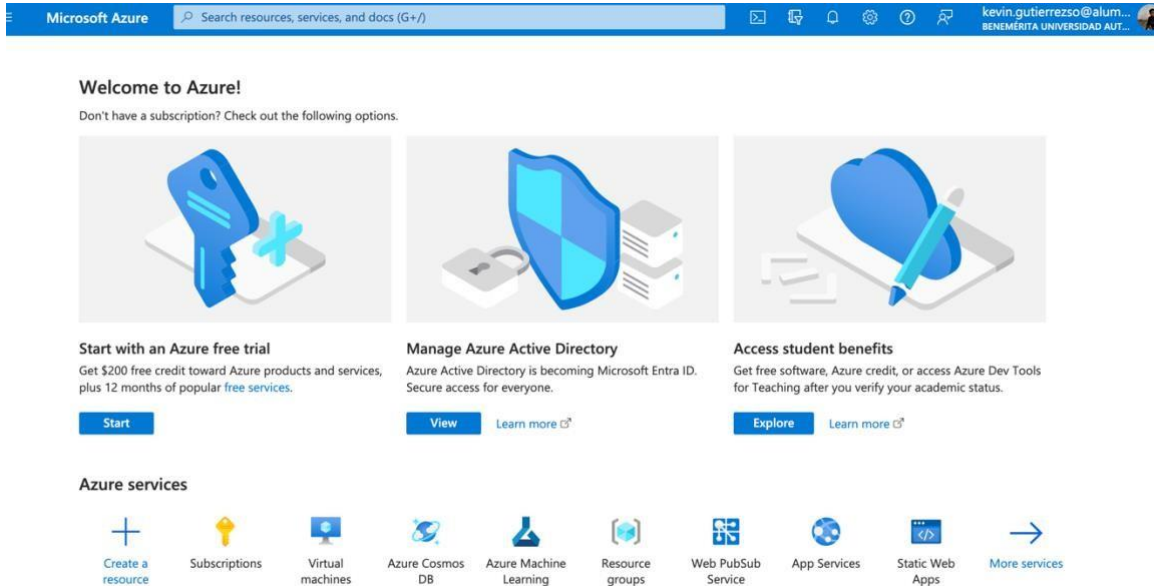 Microsoft Azure
Search resources, services, and docs (G+/)
kevin.gutierrezso@alum...
BENEMÉRITA UNIVERSIDAD AUT...
Welcome to Azure!
Don't have a subscription? Check out the following options.
Start with an Azure free trial
Get $200 free credit toward Azure products and services,
plus 12 months of popular free services.
Start
Manage Azure Active Directory
Azure Active Directory is becoming Microsoft Entra ID.
Secure access for everyone.
View
Learn more
Access student benefits
Get free software, Azure credit, or access Azure Dev Tools
for Teaching after you verify your academic status.
Explore
Learn more
Azure services
Create a
resource
Subscriptions
Virtual
machines
Azure Cosmos
DB
Azure Machine
Learning
Resource
groups
Web PubSub
Service
App Services
Static Web
Apps
More services